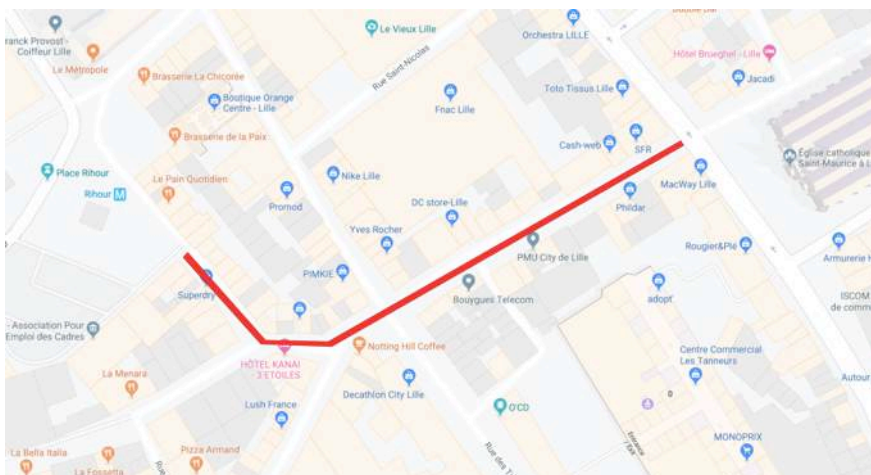 Franck Provost -
Coiffeur Lille
Le Métropole
Le Vieux Lille
Orchestra LILLE
Hôtel Brueghel - Lille
Jacadi
Brasserie La Chicorée
Rue Saint-Nicolas
Toto Tissus Lille
Boutique Orange
Centre - Lille
Fnac Lille
Brasserie de la Paix
Cash-web
SFR
Église catholique
Saint-Maurice à L
Place Rihour
Rihour
M
Le Pain Quotidien
Nike Lille
MacWay Lille
Promod
DC store-Lille
Phildar
Yves Rocher
PMU City de Lille
Rougier&Plé
Armurerie H
PIMKIE
Superdry
Bouygues Telecom
adopt'
ISCOM
de comme
- Association Pour
Emploi des Cadres
Notting Hill Coffee
HÔTEL KANAÏ
- 3 ÉTOILES
Centre Commercial
Les Tanneurs
La Menara
Decathlon City Lille
Autour
Lush France
O'CD
MONOPRIX
La Bella Italia
Pizza Armand
La Fossetta
Rue des T